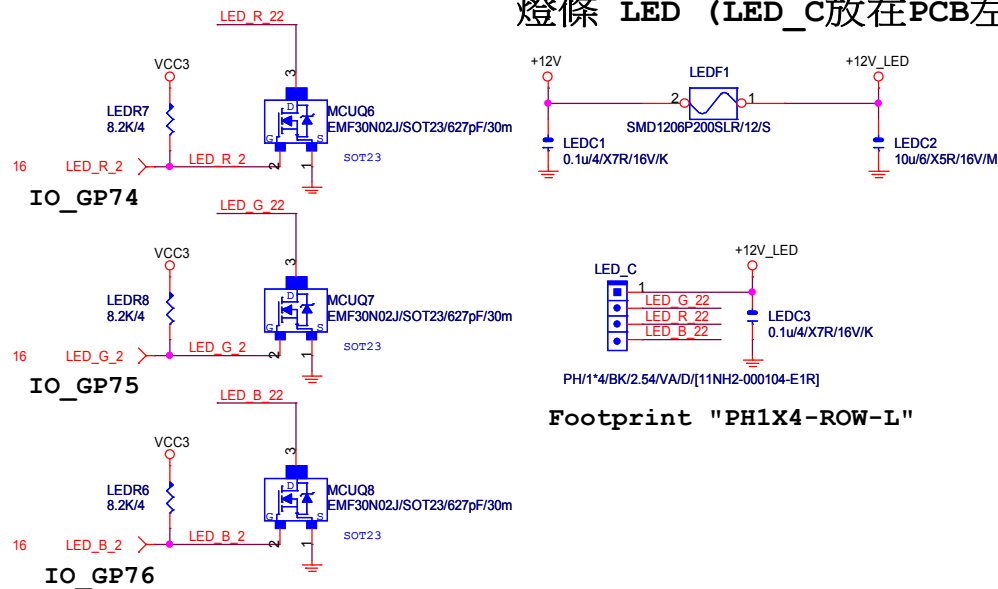 燈條 LED (LED_C放在PCB左
LED_R_22
VCC3
3
LEDR7
8.2K/4
D
G
S
MCUQ6
EMF30N02J/SOT23/627pF/30m
SOT23
16
LED_R_2
LED_R_2
2
1
IO_GP74
LED_G_22
VCC3
3
LEDR8
8.2K/4
D
G
S
MCUQ7
EMF30N02J/SOT23/627pF/30m
SOT23
16
LED_G_2
LED_G_2
2
1
IO_GP75
LED_B_22
VCC3
3
LEDR6
8.2K/4
D
G
S
MCUQ8
EMF30N02J/SOT23/627pF/30m
SOT23
16
LED_B_2
LED_B_2
2
1
IO_GP76
+12V
LEDF1
+12V_LED
2
1
SMD1206P200SLR/12/S
LEDC1
0.1u/4/X7R/16V/K
LEDC2
10u/6/X5R/16V/M
+12V_LED
LED_C
1
LED_G_22
LED_R_22
LED_B_22
LEDC3
0.1u/4/X7R/16V/K
PH/1*4/BK/2.54/VA/D/[11NH2-000104-E1R]
Footprint "PH1X4-ROW-L"